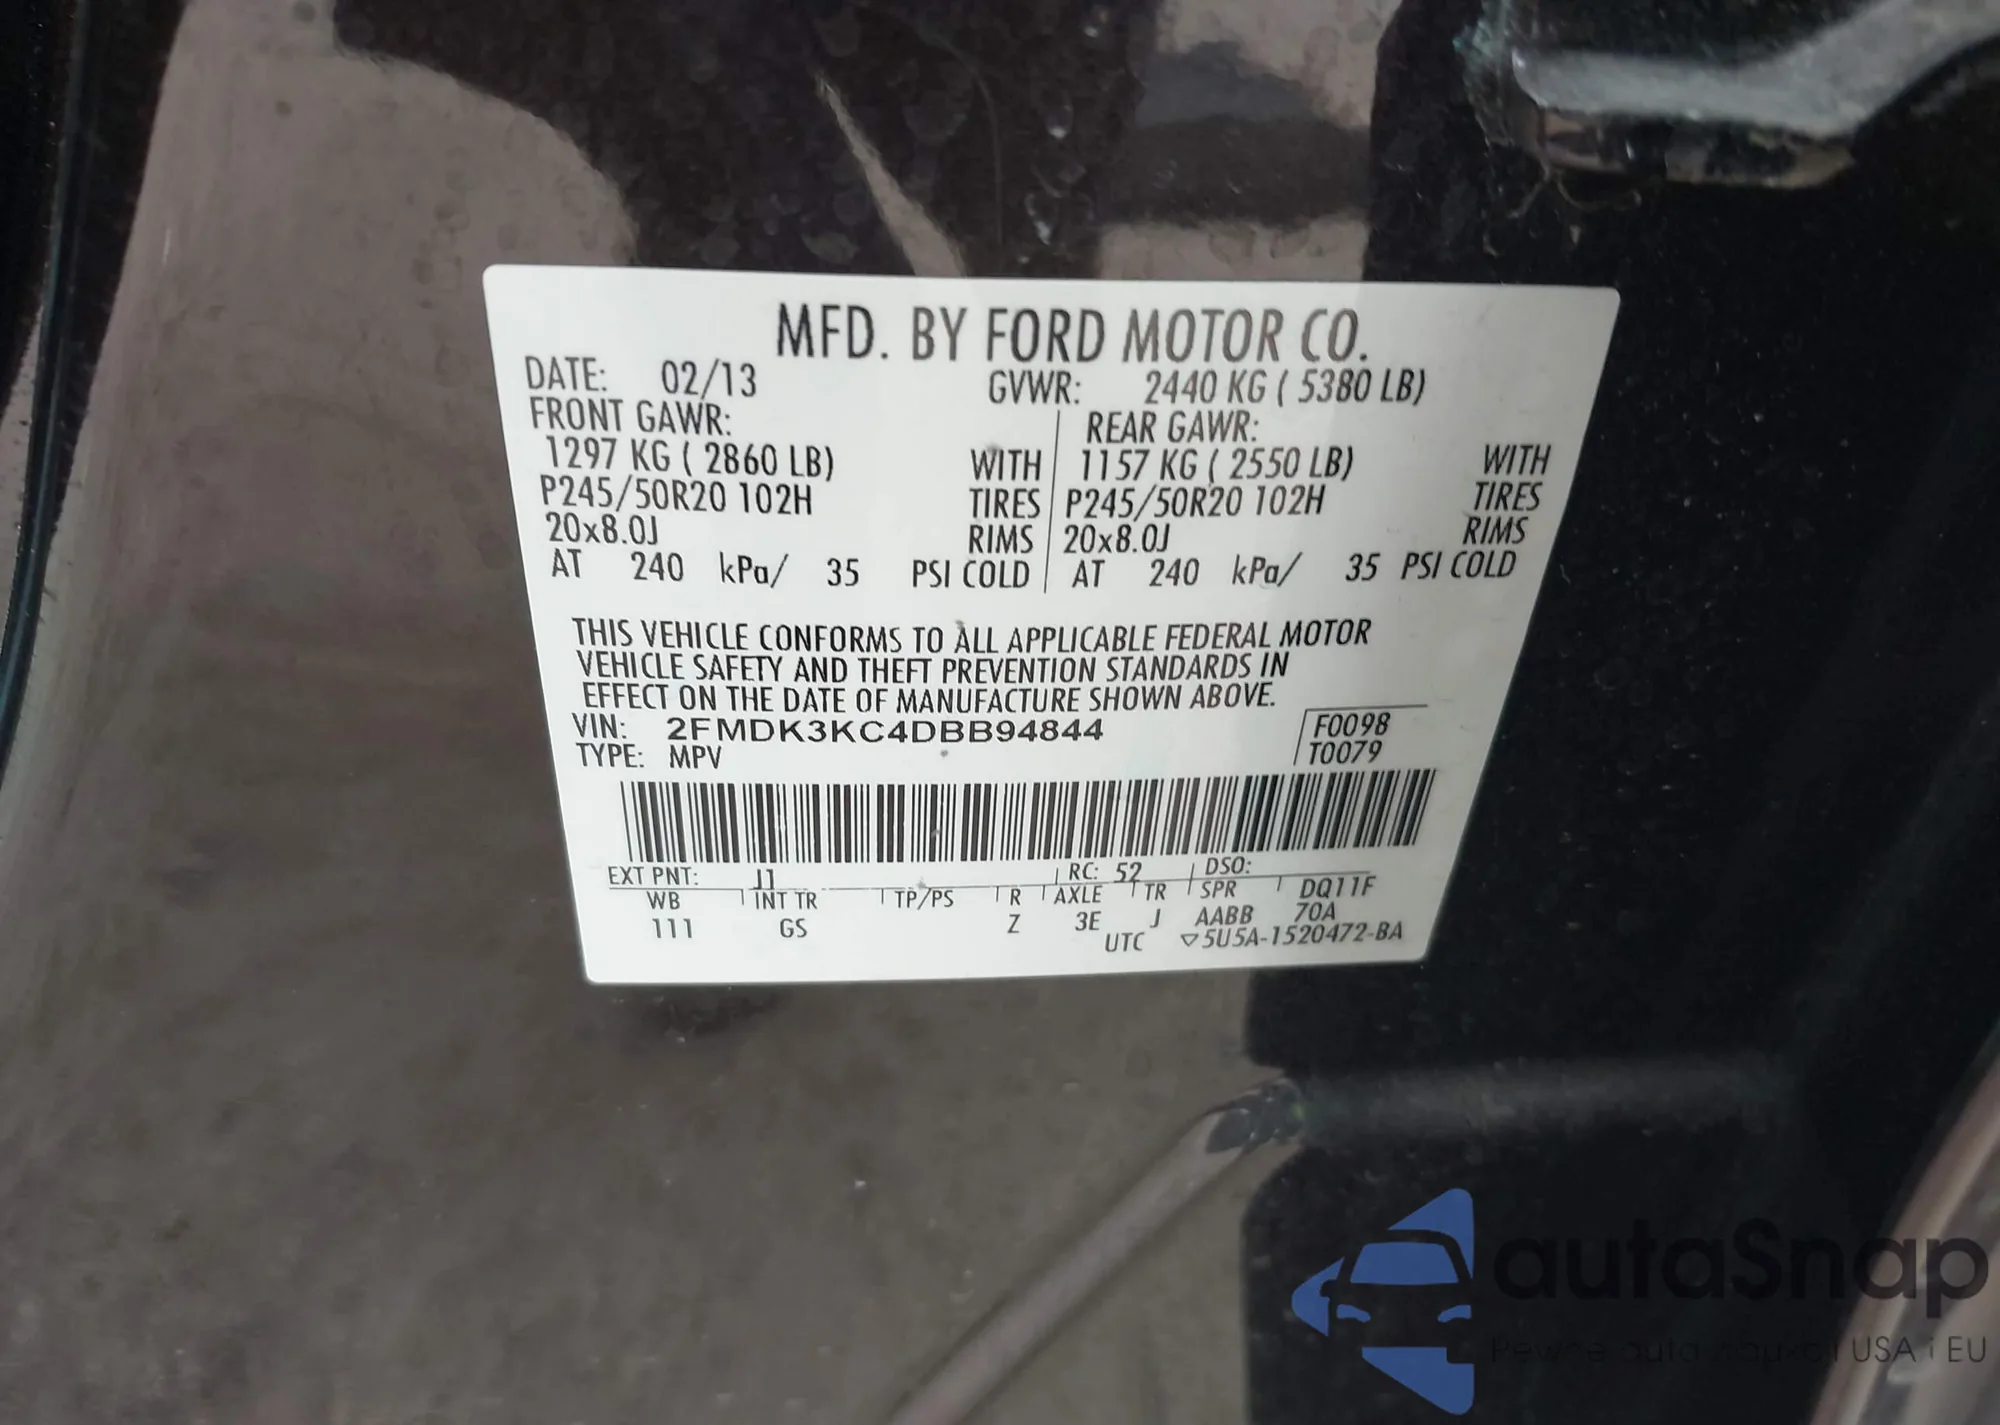 MFD. BY FORD MOTOR CO.
DATE: 02/13 GVWR: 2440 KG ( 5380 LB)
FRONT GAWR: REAR GAWR:
1297 KG ( 2860 LB) WITH 1157 KG ( 2550 LB) WITH
P245/50R20 102H TIRES P245/50R20 102H TIRES
20x8.0J RIMS 20x8.0J RIMS
AT 240 kPa/ 35 PSI COLD AT 240 kPa/ 35 PSI COLD
THIS VEHICLE CONFORMS TO ALL APPLICABLE FEDERAL MOTOR
VEHICLE SAFETY AND THEFT PREVENTION STANDARDS IN
EFFECT ON THE DATE OF MANUFACTURE SHOWN ABOVE.
VIN: 2FMDK3KC4DBB94844 F0098
TYPE: MPV T0079
EXT PNT: J1 RC: 52 DSO:
WB INT TR TP/PS R AXLE TR SPR DQ11F
111 GS Z 3E J AABB 70A
UTC ▽5U5A-1520472-BA
autaSnap
Pewne auta z USA i EU